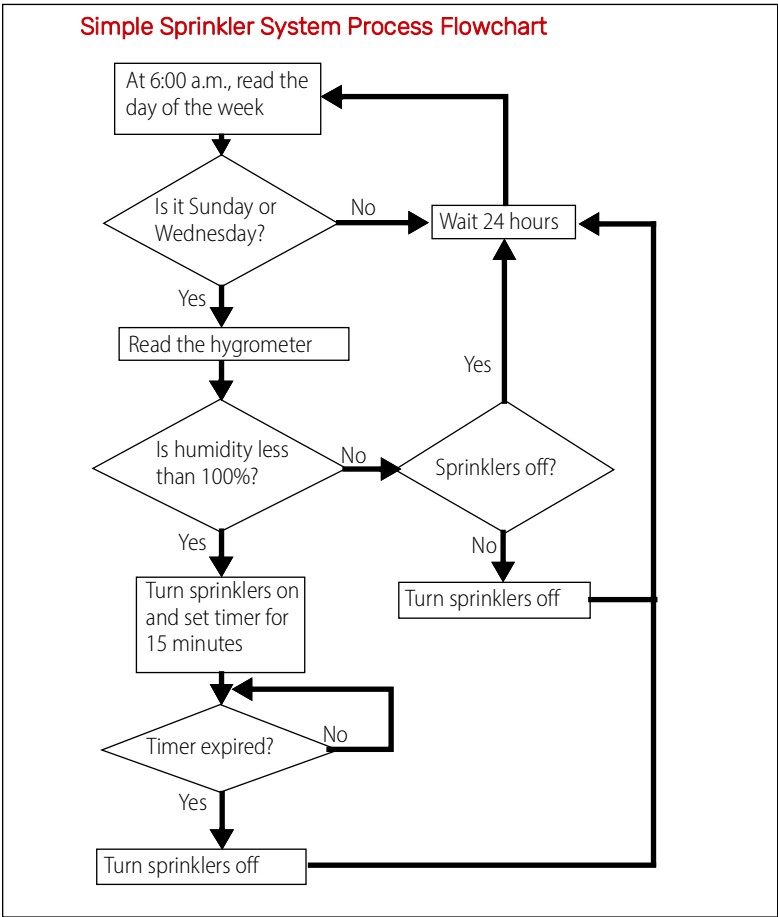 Simple Sprinkler System Process Flowchart
At 6:00 a.m., read the
day of the week
Is it Sunday or
Wednesday?
No
Wait 24 hours
Yes
Read the hygrometer
Yes
Is humidity less
than 100%?
No
Sprinklers off?
Yes
No
Turn sprinklers on
and set timer for
15 minutes
Turn sprinklers off
Timer expired?
No
Yes
Turn sprinklers off